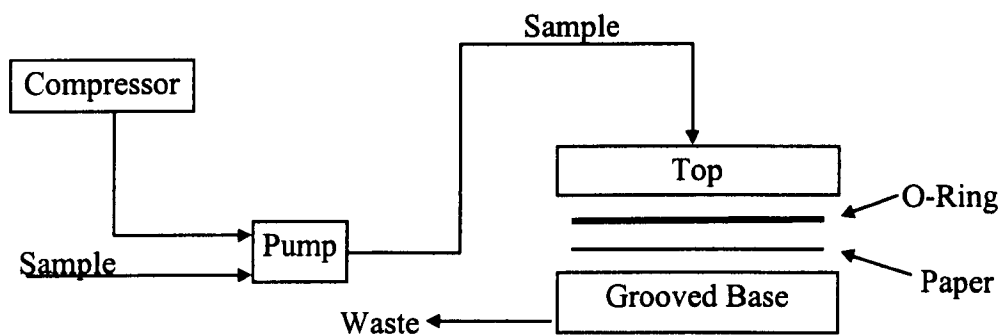 Sample
Compressor
Top
O-Ring
Pump
Sample
Paper
Grooved Base
Waste